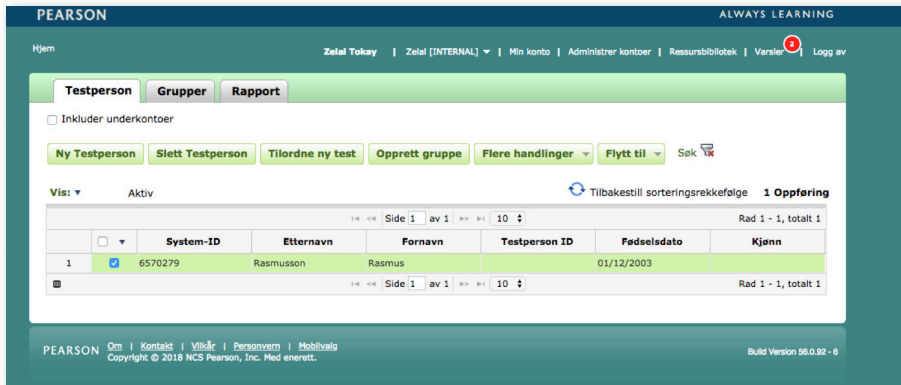 PEARSON ALWAYS LEARNING
Hjem Zelal Tokay | Zelal [INTERNAL] | Min konto | Administrer kontoer | Ressursbibliotek | Varsler 2 | Logg av
Testperson Grupper Rapport
Inkluder underkontoer
Ny Testperson Slett Testperson Tilordne ny test Opprett gruppe Flere handlinger Flytt til Søk
Vis: Aktiv Tilbakestill sorteringsrekkefølge 1 Oppføring
Side 1 av 1 10 Rad 1 - 1, totalt 1
System-ID Etternavn Fornavn Testperson ID Fødselsdato Kjønn
1 6570279 Rasmusson Rasmus 01/12/2003
Side 1 av 1 10 Rad 1 - 1, totalt 1
PEARSON Om | Kontakt | Vilkår | Personvern | Mobilvalg
Copyright © 2018 NCS Pearson, Inc. Med enerett. Build Version 56.0.92 - 6